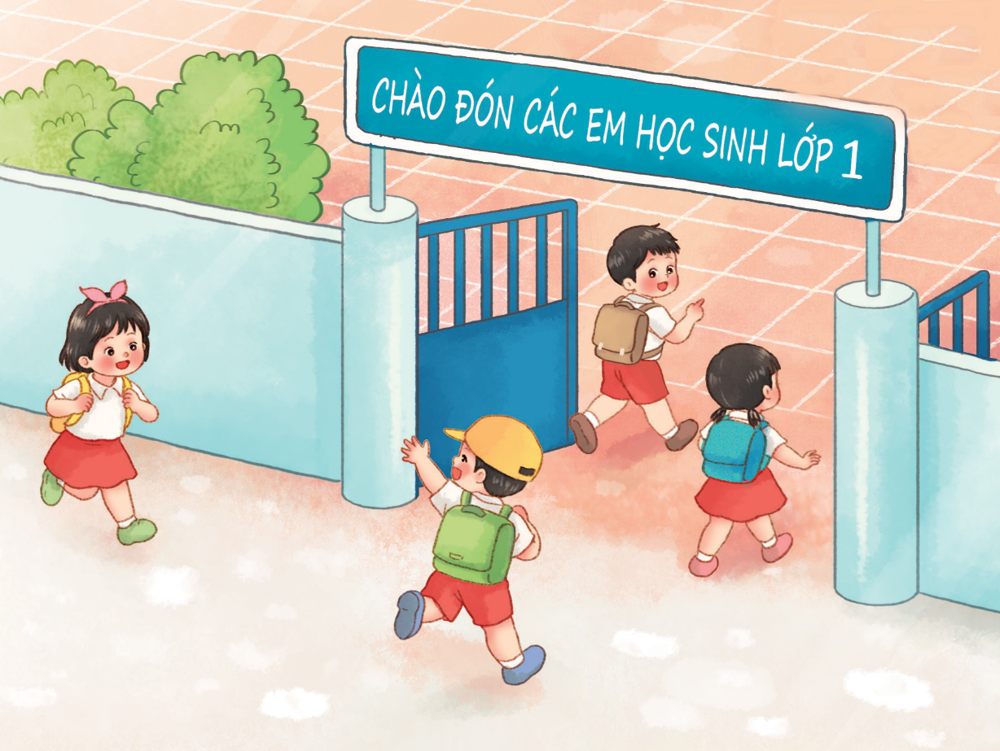 CHÀO ĐÓN CÁC EM HỌC SINH LỚP 1